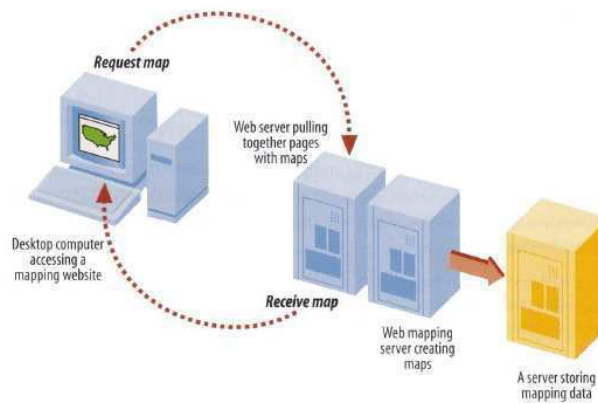 Request map
Web server pulling
together pages
with maps
Desktop computer
accessing a
mapping website
Receive map
Web mapping
server creating
maps
A server storing
mapping data